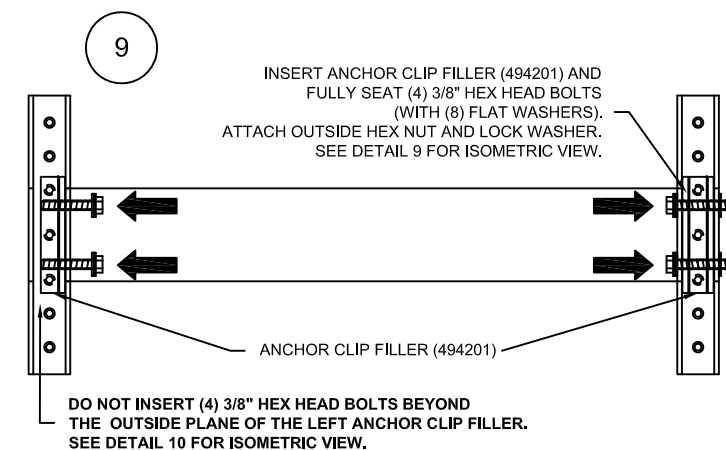 9
INSERT ANCHOR CLIP FILLER (494201) AND
FULLY SEAT (4) 3/8" HEX HEAD BOLTS
(WITH (8) FLAT WASHERS).
ATTACH OUTSIDE HEX NUT AND LOCK WASHER.
SEE DETAIL 9 FOR ISOMETRIC VIEW.
ANCHOR CLIP FILLER (494201)
DO NOT INSERT (4) 3/8" HEX HEAD BOLTS BEYOND
THE OUTSIDE PLANE OF THE LEFT ANCHOR CLIP FILLER.
SEE DETAIL 10 FOR ISOMETRIC VIEW.